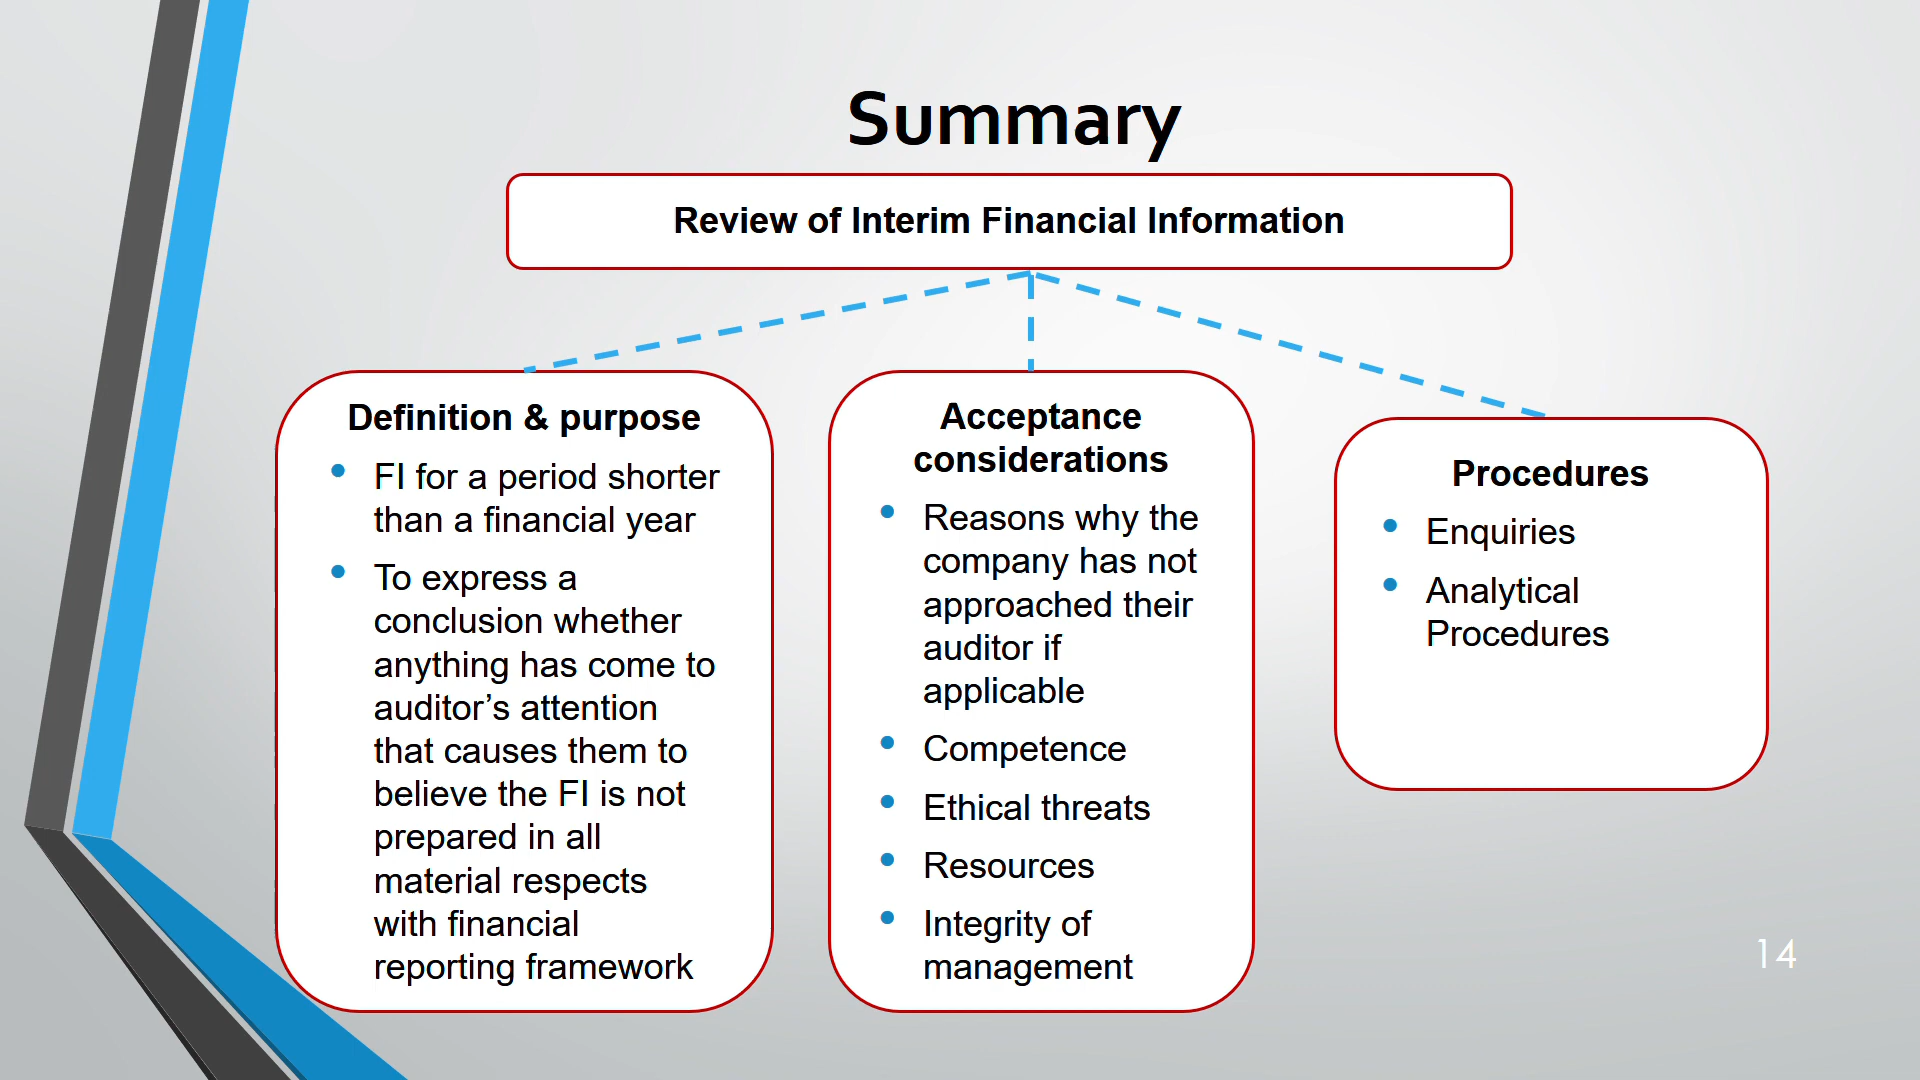 Summary
Review of Interim Financial Information
Definition & purpose
• FI for a period shorter
than a financial year
• To express a
conclusion whether
anything has come to
auditor’s attention
that causes them to
believe the FI is not
prepared in all
material respects
with financial
reporting framework
Acceptance
considerations
• Reasons why the
company has not
approached their
auditor if
applicable
• Competence
• Ethical threats
• Resources
• Integrity of
management
Procedures
• Enquiries
• Analytical
Procedures
14